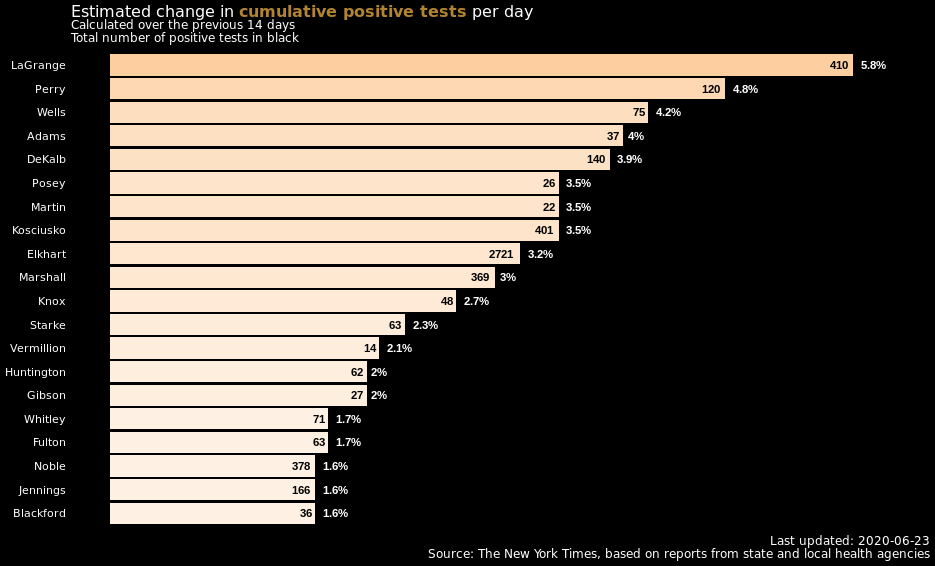 Estimated change in cumulative positive tests per day
Calculated over the previous 14 days
Total number of positive tests in black
LaGrange 410 5.8%
Perry 120 4.8%
Wells 75 4.2%
Adams 37 4%
DeKalb 140 3.9%
Posey 26 3.5%
Martin 22 3.5%
Kosciusko 401 3.5%
Elkhart 2721 3.2%
Marshall 369 3%
Knox 48 2.7%
Starke 63 2.3%
Vermillion 14 2.1%
Huntington 62 2%
Gibson 27 2%
Whitley 71 1.7%
Fulton 63 1.7%
Noble 378 1.6%
Jennings 166 1.6%
Blackford 36 1.6%
Last updated: 2020-06-23
Source: The New York Times, based on reports from state and local health agencies